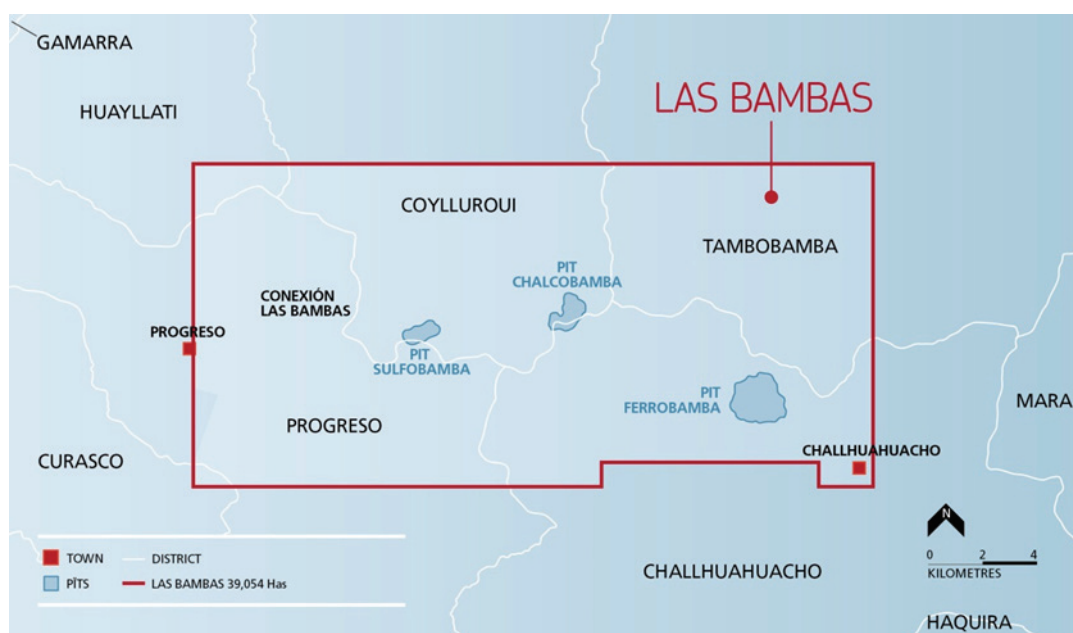 GAMARRA
HUAYLLATI
LAS BAMBAS
COYLLUROUI
TAMBOBAMBA
PIT
CHALCOBAMBA
CONEXIÓN
LAS BAMBAS
PROGRESO
PIT
SULFOBAMBA
PIT
FERROBAMBA
MARA
PROGRESO
CURASCO
CHALLHUAHUACHO
N
TOWN
DISTRICT
0 2 4
KILOMETRES
PÌTS
LAS BAMBAS 39,054 Has
CHALLHUAHUACHO
HAQUIRA